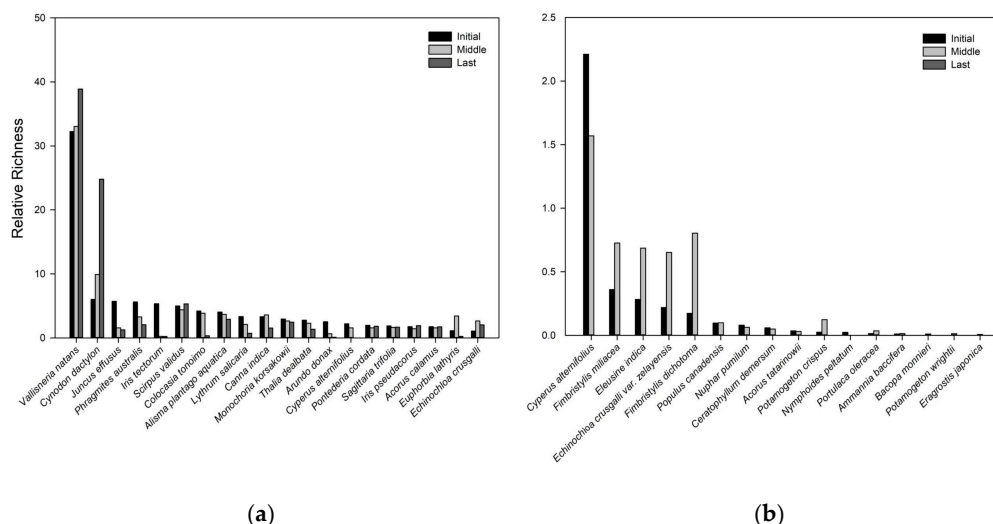 50
40
30
20
10
0
Relative Richness
Initial
Middle
Last
Vallisneria natans
Cynodon dactylon
Juncus effusus
Phragmites australis
Iris tectorum
Scirpus validus
Colocasia tonoimo
Alisma plantago aquatica
Lythrum salicaria
Canna indica
Monochoria korsakowii
Thalia dealbata
Arundo donax
Cyperus alternifolius
Pontederia cordata
Sagittaria trifolia
Iris pseudacorus
Acorus calamus
Euphorbia lathyris
Echinochloa crusgalli
(a)
2.5
2.0
1.5
1.0
0.5
0.0
Initial
Middle
Last
Cyperus alternifolius
Fimbristylis miliacea
Eleusine indica
Echinochioa crusgalli var. zelayensis
Fimbristylis dichotoma
Populus canadensis
Nuphar pumilum
Ceratophyllum demersum
Acorus tatarinowii
Potamogeton crispus
Nymphoides peltatum
Portulaca oleracea
Ammannia baccifera
Bacopa monnieri
Potamogeton wrightii
Eragrostis japonica
(b)